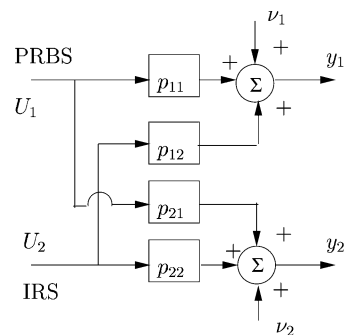 ν₁
PRBS
+
+
y₁
U₁
p₁₁
Σ
+
p₁₂
p₂₁
U₂
+
+
y₂
p₂₂
Σ
IRS
+
ν₂